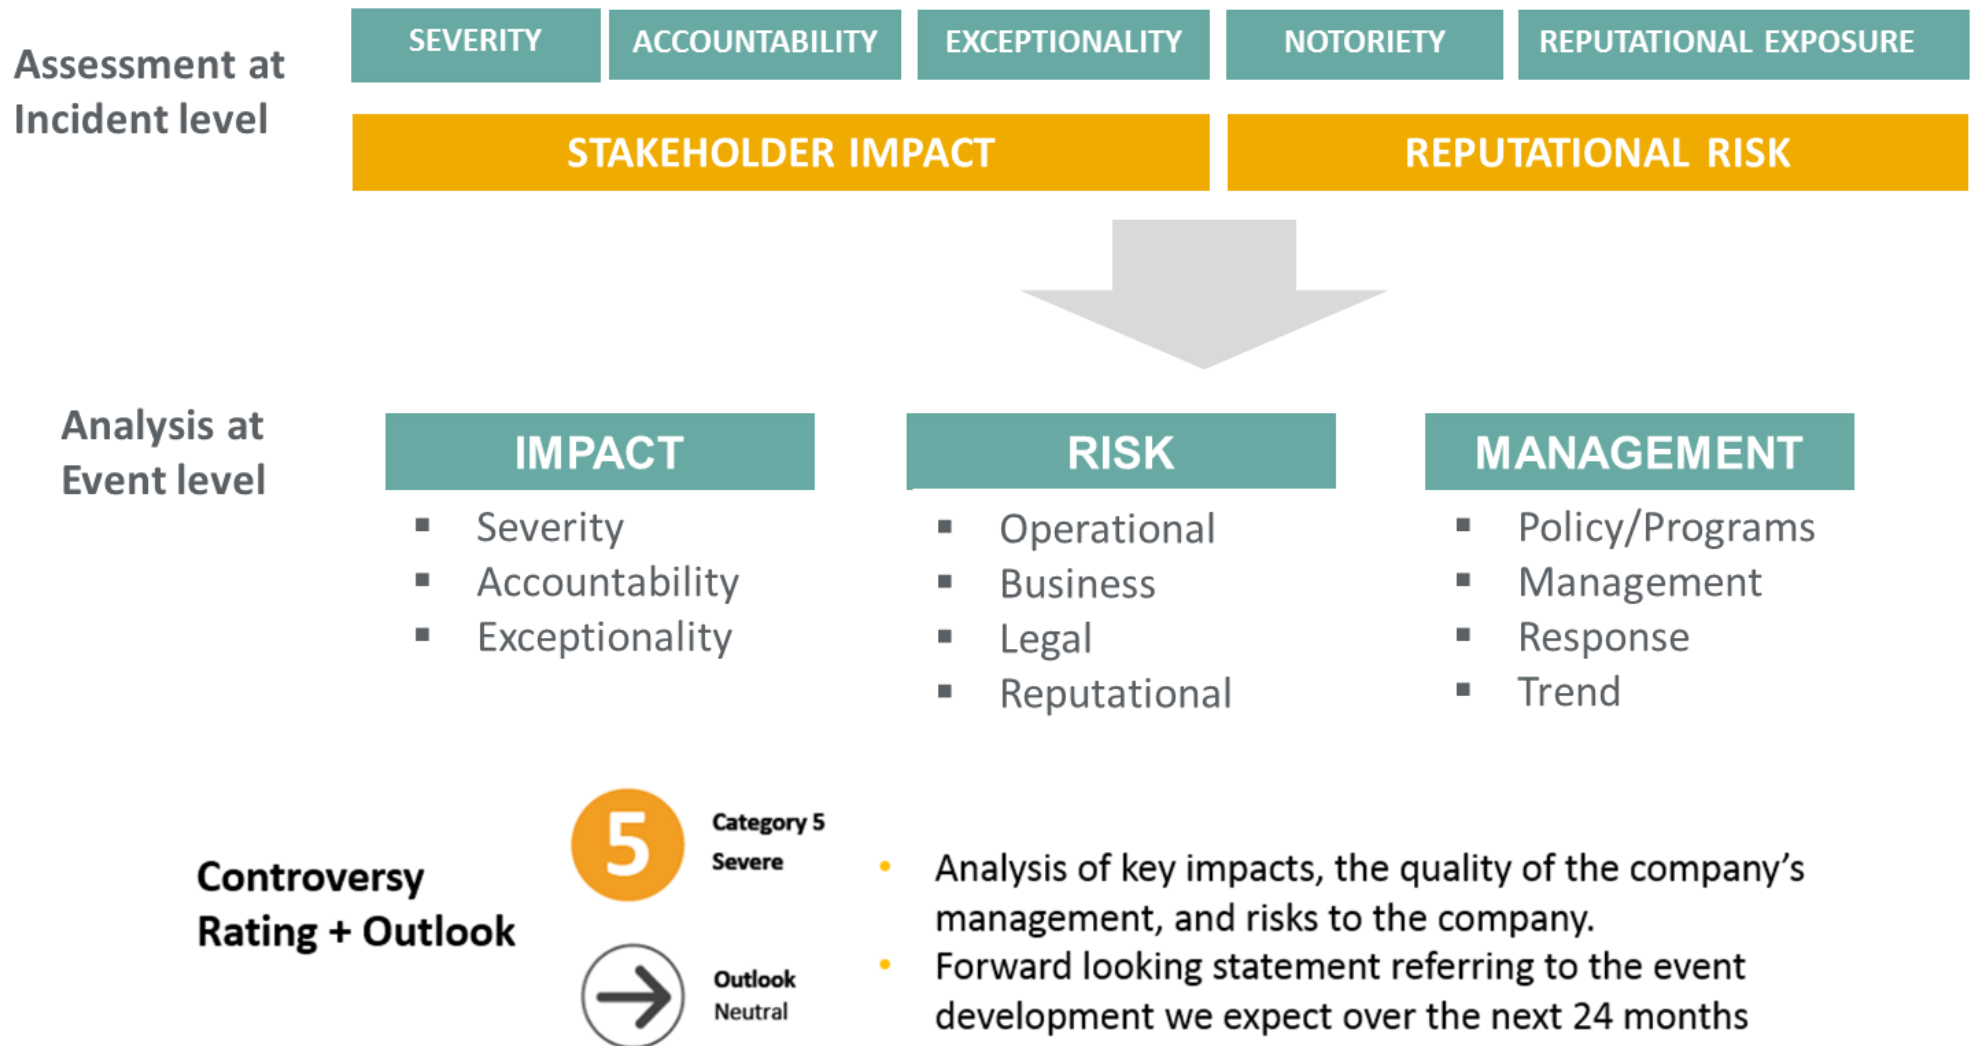 Assessment at
Incident level
SEVERITY
ACCOUNTABILITY
EXCEPTIONALITY
NOTORIETY
REPUTATIONAL EXPOSURE
STAKEHOLDER IMPACT
REPUTATIONAL RISK
Analysis at
Event level
IMPACT
▪ Severity
▪ Accountability
▪ Exceptionality
RISK
▪ Operational
▪ Business
▪ Legal
▪ Reputational
MANAGEMENT
▪ Policy/Programs
▪ Management
▪ Response
▪ Trend
Controversy
Rating + Outlook
5
Category 5
Severe
Outlook
Neutral
• Analysis of key impacts, the quality of the company’s
management, and risks to the company.
• Forward looking statement referring to the event
development we expect over the next 24 months